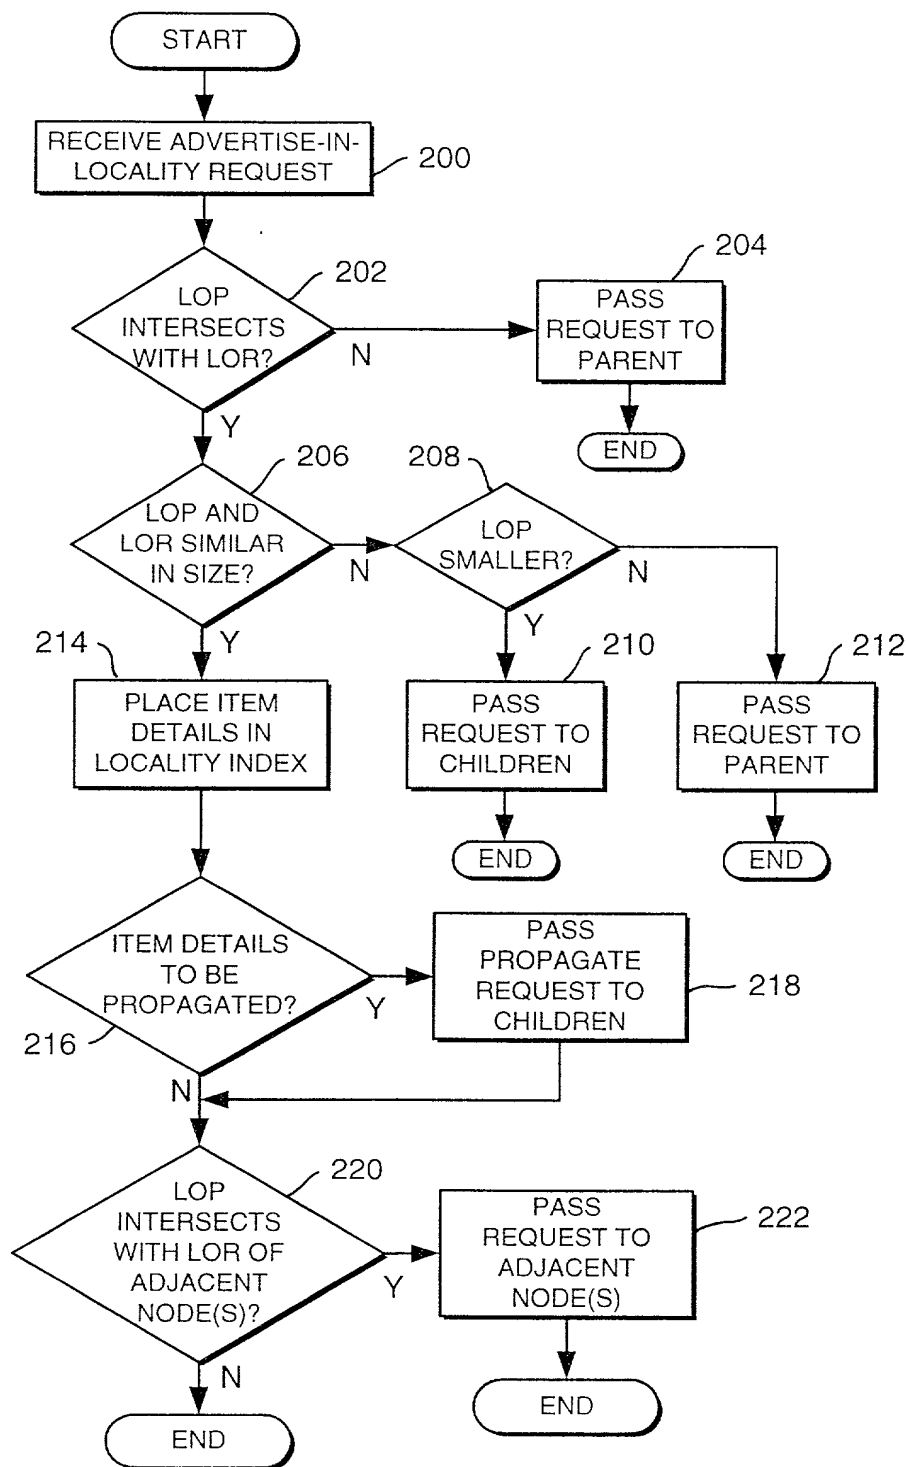 START
RECEIVE ADVERTISE-IN-
LOCALITY REQUEST
200
LOP
INTERSECTS
WITH LOR?
202
N
Y
PASS
REQUEST TO
PARENT
204
END
LOP AND
LOR SIMILAR
IN SIZE?
206
N
Y
LOP
SMALLER?
208
N
Y
PLACE ITEM
DETAILS IN
LOCALITY INDEX
214
PASS
REQUEST TO
CHILDREN
210
END
PASS
REQUEST TO
PARENT
212
END
ITEM DETAILS
TO BE
PROPAGATED?
216
Y
N
PASS
PROPAGATE
REQUEST TO
CHILDREN
218
LOP
INTERSECTS
WITH LOR OF
ADJACENT
NODE(S)?
220
Y
N
PASS
REQUEST TO
ADJACENT
NODE(S)
222
END
END